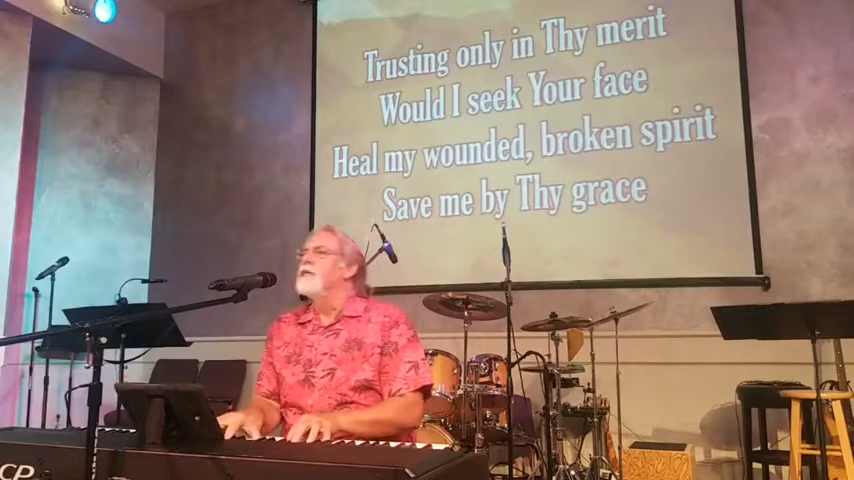 Trusting only in Thy merit
Would I seek Your face
Heal my wounded, broken spirit
Save me by Thy grace
CP